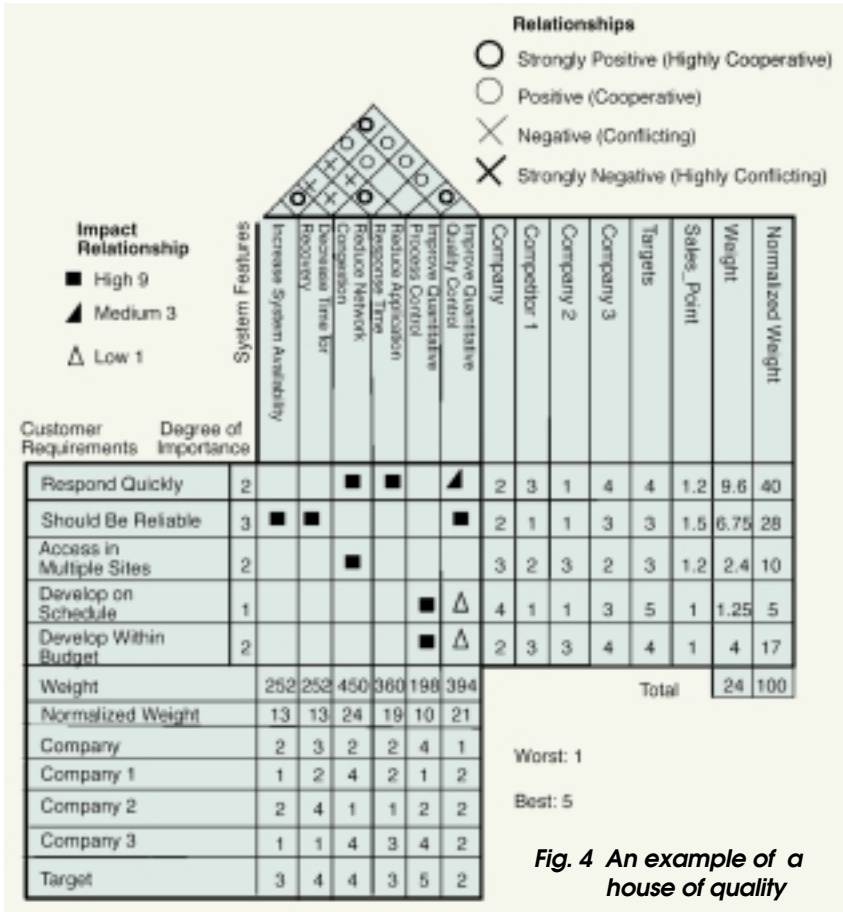 Relationships
Strongly Positive (Highly Cooperative)
Positive (Cooperative)
Negative (Conflicting)
Strongly Negative (Highly Conflicting)
Impact
Relationship
High 9
Medium 3
Low 1
System Features
Increase System Availability
Decrease Time for
Recovery
Reduce Network
Congestion
Reduce Application
Response Time
Improve Quantitative
Process Control
Improve Quantitative
Quality Control
Company
Competitor 1
Company 2
Company 3
Targets
Sales_Point
Weight
Normalized Weight
Customer
Requirements
Degree of
Importance
Respond Quickly 2 2 3 1 4 4 1.2 9.6 40
Should Be Reliable 3 2 1 1 3 3 1.5 6.75 28
Access in
Multiple Sites 2 3 2 3 2 3 1.2 2.4 10
Develop on
Schedule 1 4 1 1 3 5 1 1.25 5
Develop Within
Budget 2 2 3 3 4 4 1 4 17
Weight 252 252 450 360 198 394
Total 24 100
Normalized Weight 13 13 24 19 10 21
Company 2 3 2 2 4 1
Company 1 1 2 4 2 1 2
Company 2 2 4 1 1 2 2
Company 3 1 1 4 3 4 2
Target 3 4 4 3 5 2
Worst: 1
Best: 5
Fig. 4 An example of a
house of quality